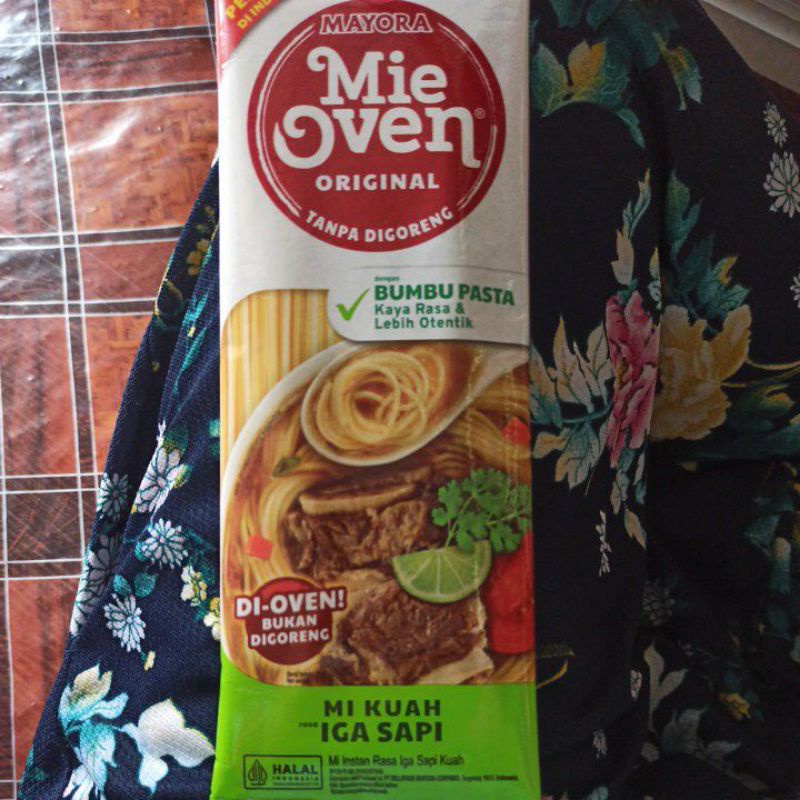 MAYORA
Mie
Oven®
ORIGINAL
TANPA DIGORENG
dengan
BUMBU PASTA
Kaya Rasa &
Lebih Otentik
DI-OVEN!
BUKAN
DIGORENG
MI KUAH
rasa IGA SAPI
HALAL
INDONESIA
Mi Instan Rasa Iga Sapi Kuah